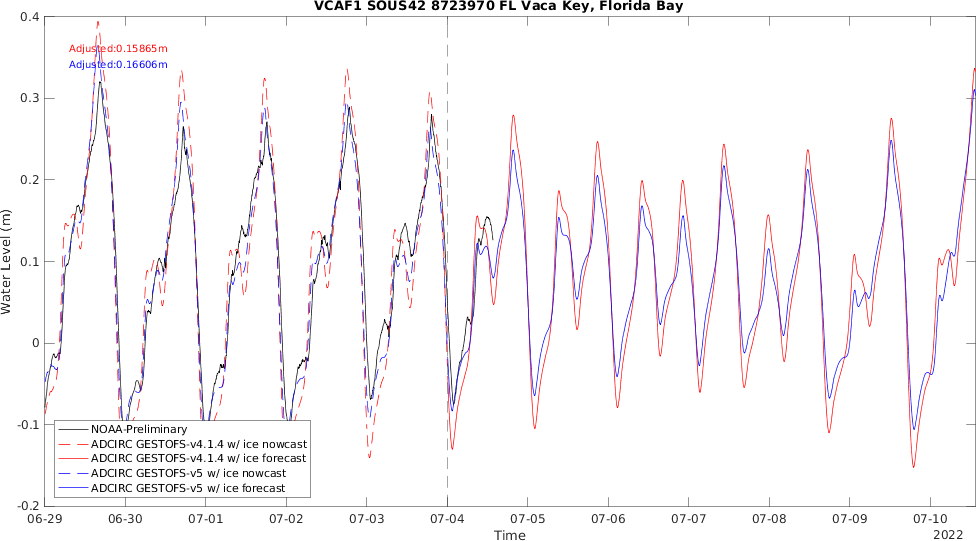 VCAF1 SOUS42 8723970 FL Vaca Key, Florida Bay
0.4
Adjusted:0.15865m
Adjusted:0.16606m
0.3
0.2
0.1
0
-0.1
-0.2
Water Level (m)
NOAA-Preliminary
ADCIRC GESTOFS-v4.1.4 w/ ice nowcast
ADCIRC GESTOFS-v4.1.4 w/ ice forecast
ADCIRC GESTOFS-v5 w/ ice nowcast
ADCIRC GESTOFS-v5 w/ ice forecast
06-29 06-30 07-01 07-02 07-03 07-04 07-05 07-06 07-07 07-08 07-09 07-10
Time
2022